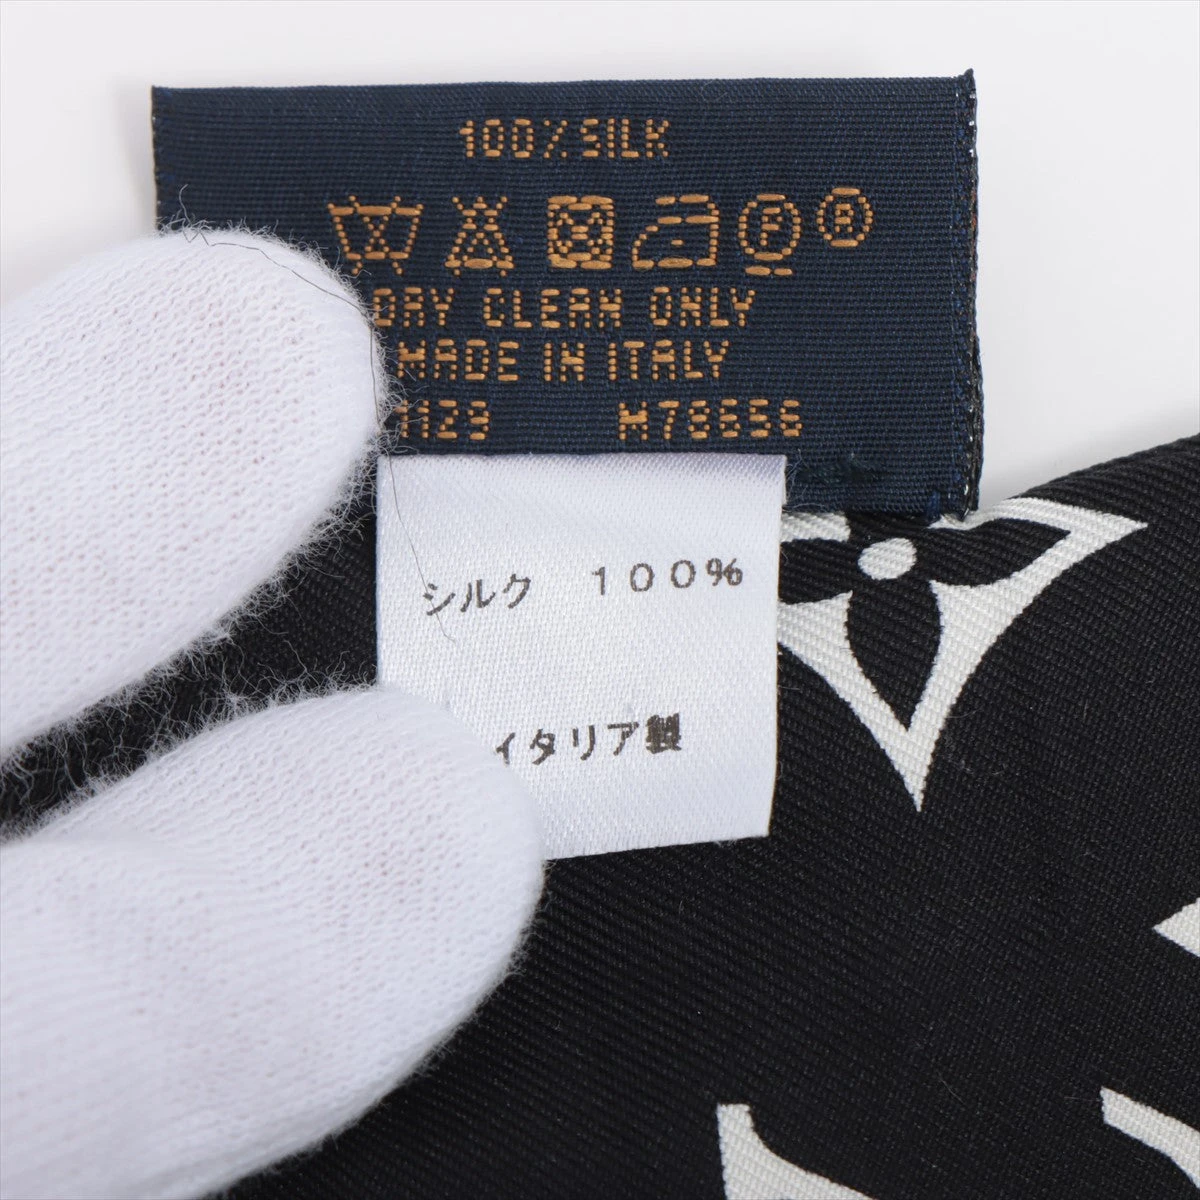 100% SILK
F R
DRY CLEAN ONLY
MADE IN ITALY
M78656
シルク 100%
イタリア製